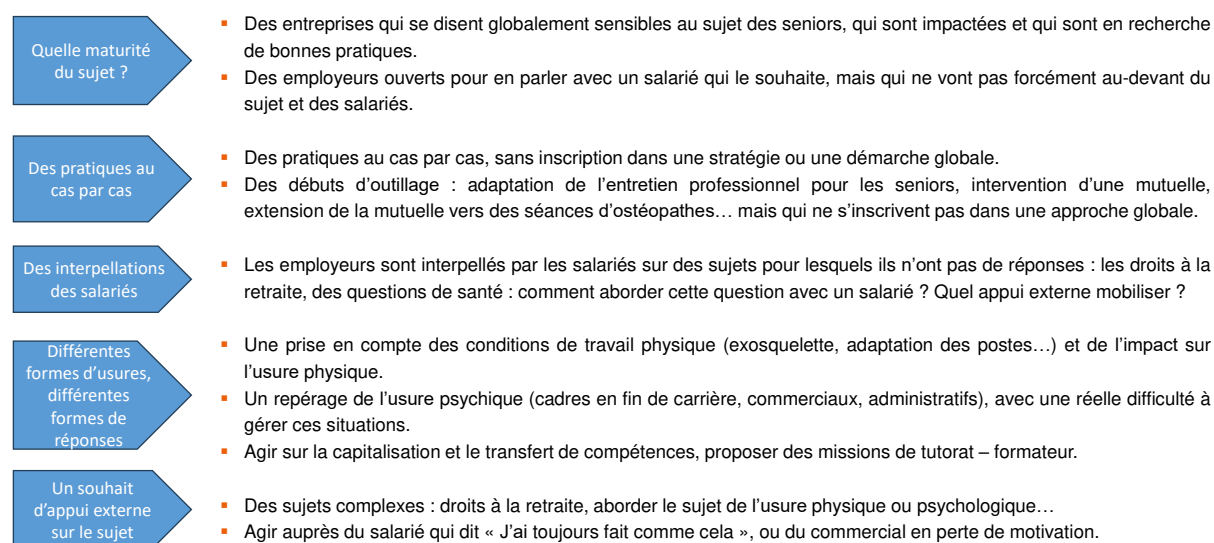 Quelle maturité
du sujet ?
▪ Des entreprises qui se disent globalement sensibles au sujet des seniors, qui sont impactées et qui sont en recherche
de bonnes pratiques.
▪ Des employeurs ouverts pour en parler avec un salarié qui le souhaite, mais qui ne vont pas forcément au-devant du
sujet et des salariés.
Des pratiques au
cas par cas
▪ Des pratiques au cas par cas, sans inscription dans une stratégie ou une démarche globale.
▪ Des débuts d’outillage : adaptation de l’entretien professionnel pour les seniors, intervention d’une mutuelle,
extension de la mutuelle vers des séances d’ostéopathes… mais qui ne s’inscrivent pas dans une approche globale.
Des interpellations
des salariés
▪ Les employeurs sont interpellés par les salariés sur des sujets pour lesquels ils n’ont pas de réponses : les droits à la
retraite, des questions de santé : comment aborder cette question avec un salarié ? Quel appui externe mobiliser ?
Différentes
formes d’usures,
différentes
formes de
réponses
▪ Une prise en compte des conditions de travail physique (exosquelette, adaptation des postes…) et de l’impact sur
l’usure physique.
▪ Un repérage de l’usure psychique (cadres en fin de carrière, commerciaux, administratifs), avec une réelle difficulté à
gérer ces situations.
▪ Agir sur la capitalisation et le transfert de compétences, proposer des missions de tutorat – formateur.
Un souhait
d’appui externe
sur le sujet
▪ Des sujets complexes : droits à la retraite, aborder le sujet de l’usure physique ou psychologique…
▪ Agir auprès du salarié qui dit « J’ai toujours fait comme cela », ou du commercial en perte de motivation.